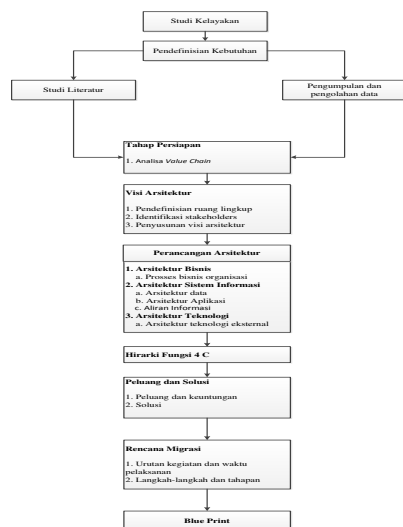 Studi Kelayakan
Pendefinisian Kebutuhan
Studi Literatur
Pengumpulan dan
pengolahan data
Tahap Persiapan
1. Analisa Value Chain
Visi Arsitektur
1. Pendefinisian ruang lingkup
2. Identifikasi stakeholders
3. Penyusunan visi arsitektur
Perancangan Arsitektur
1. Arsitektur Bisnis
a. Prosses bisnis organisasi
2. Arsitektur Sistem Informasi
a. Arsitektur data
b. Arsitektur Aplikasi
c. Aliran Informasi
3. Arsitektur Teknologi
a. Arsitektur teknologi eksternal
Hirarki Fungsi 4 C
Peluang dan Solusi
1. Peluang dan keuntungan
2. Solusi
Rencana Migrasi
1. Urutan kegiatan dan waktu
pelaksanaan
2. Langkah-langkah dan tahapan
Blue Print